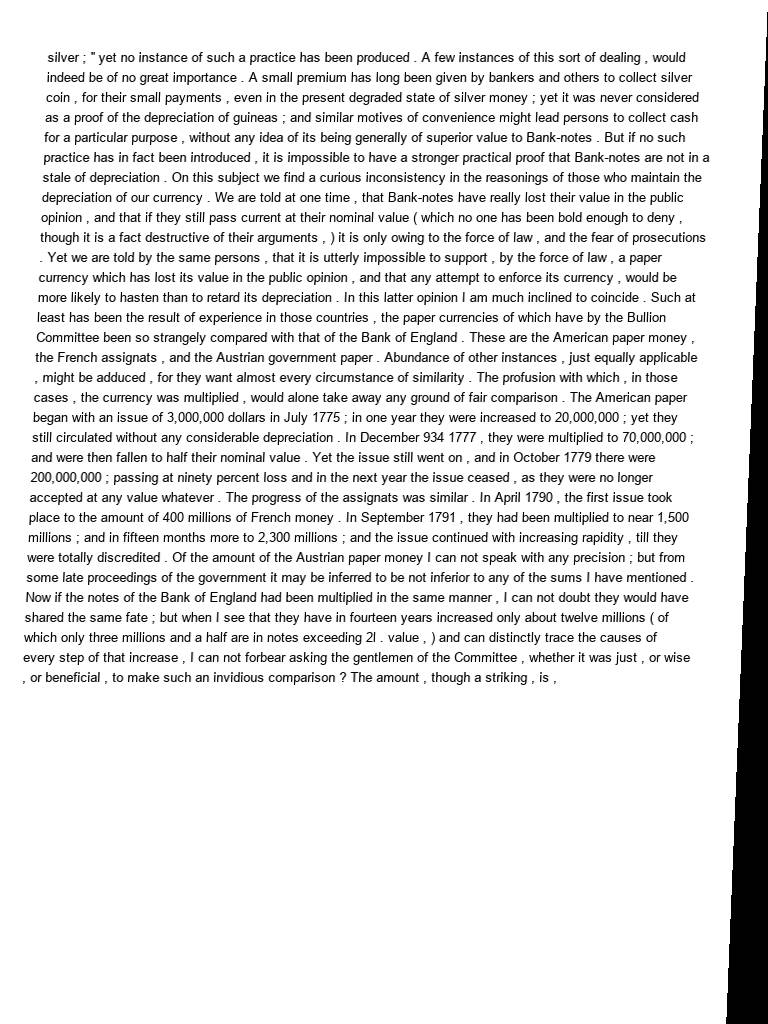 silver ; " yet no instance of such a practice has been produced . A few instances of this sort of dealing , would
indeed be of no great importance . A small premium has long been given by bankers and others to collect silver
coin , for their small payments , even in the present degraded state of silver money ; yet it was never considered
as a proof of the depreciation of guineas ; and similar motives of convenience might lead persons to collect cash
for a particular purpose , without any idea of its being generally of superior value to Bank-notes . But if no such
practice has in fact been introduced , it is impossible to have a stronger practical proof that Bank-notes are not in a
stale of depreciation . On this subject we find a curious inconsistency in the reasonings of those who maintain the
depreciation of our currency . We are told at one time , that Bank-notes have really lost their value in the public
opinion , and that if they still pass current at their nominal value ( which no one has been bold enough to deny ,
though it is a fact destructive of their arguments , ) it is only owing to the force of law , and the fear of prosecutions
. Yet we are told by the same persons , that it is utterly impossible to support , by the force of law , a paper
currency which has lost its value in the public opinion , and that any attempt to enforce its currency , would be
more likely to hasten than to retard its depreciation . In this latter opinion I am much inclined to coincide . Such at
least has been the result of experience in those countries , the paper currencies of which have by the Bullion
Committee been so strangely compared with that of the Bank of England . These are the American paper money ,
the French assignats , and the Austrian government paper . Abundance of other instances , just equally applicable
, might be adduced , for they want almost every circumstance of similarity . The profusion with which , in those
cases , the currency was multiplied , would alone take away any ground of fair comparison . The American paper
began with an issue of 3,000,000 dollars in July 1775 ; in one year they were increased to 20,000,000 ; yet they
still circulated without any considerable depreciation . In December 934 1777 , they were multiplied to 70,000,000 ;
and were then fallen to half their nominal value . Yet the issue still went on , and in October 1779 there were
200,000,000 ; passing at ninety percent loss and in the next year the issue ceased , as they were no longer
accepted at any value whatever . The progress of the assignats was similar . In April 1790 , the first issue took
place to the amount of 400 millions of French money . In September 1791 , they had been multiplied to near 1,500
millions ; and in fifteen months more to 2,300 millions ; and the issue continued with increasing rapidity , till they
were totally discredited . Of the amount of the Austrian paper money I can not speak with any precision ; but from
some late proceedings of the government it may be inferred to be not inferior to any of the sums I have mentioned .
Now if the notes of the Bank of England had been multiplied in the same manner , I can not doubt they would have
shared the same fate ; but when I see that they have in fourteen years increased only about twelve millions ( of
which only three millions and a half are in notes exceeding 2l . value , ) and can distinctly trace the causes of
every step of that increase , I can not forbear asking the gentlemen of the Committee , whether it was just , or wise
, or beneficial , to make such an invidious comparison ? The amount , though a striking , is ,